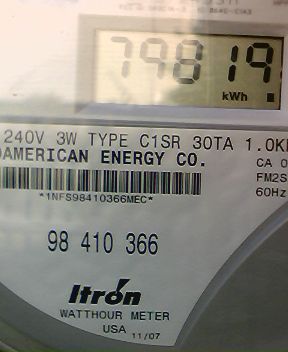 79819
kWh
240V 3W TYPE C1SR 30TA 1.0K
AMERICAN ENERGY CO.
CA 0
*1NFS98410366MEC*
FM2S
60Hz
98 410 366
Itron
WATTHOUR METER
USA 11/07